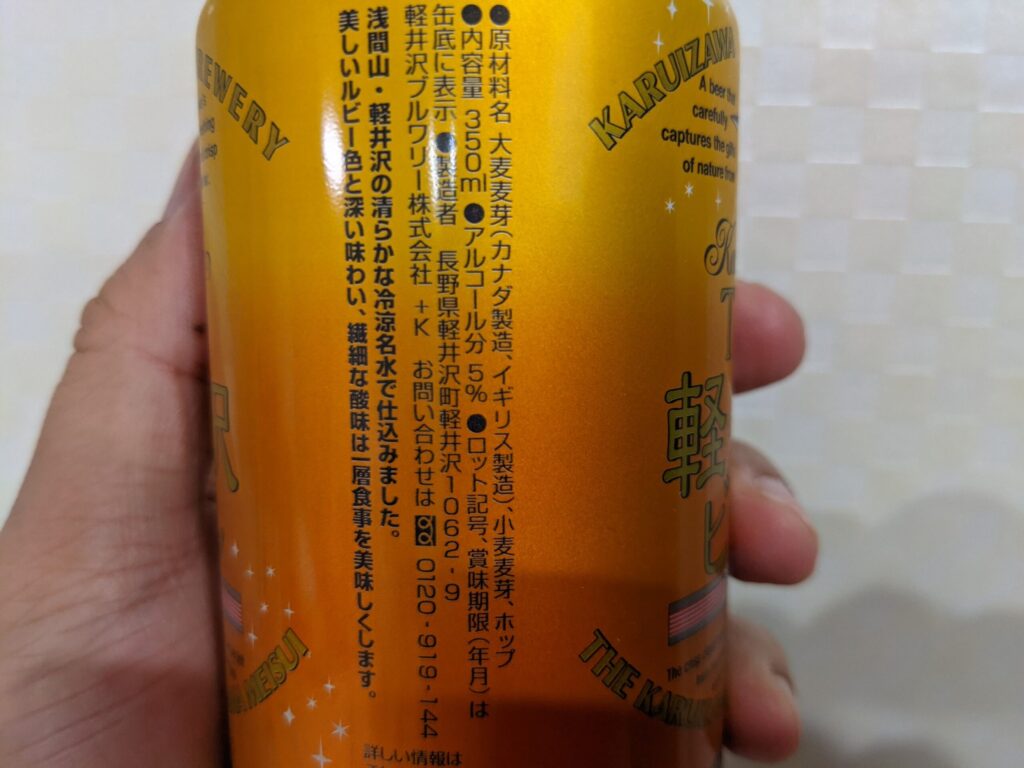 ●原材料名 大麦麦芽(カナダ製造、イギリス製造)、小麦麦芽、ホップ
●内容量 350ml ●アルコール分 5% ●ロット記号、賞味期限(年月)は
缶底に表示 ●製造者 長野県軽井沢町軽井沢1062-9
軽井沢ブルワリー株式会社 +K お問い合わせは 0120-919-144
浅間山・軽井沢の清らかな冷涼名水で仕込みました。
美しいルビー色と深い味わい、繊細な酸味は一層食事を美味しくします。
詳しい情報は
KARUIZAWA
A beer
carefully
captures the
of nature from
軽
THE
MEISUI